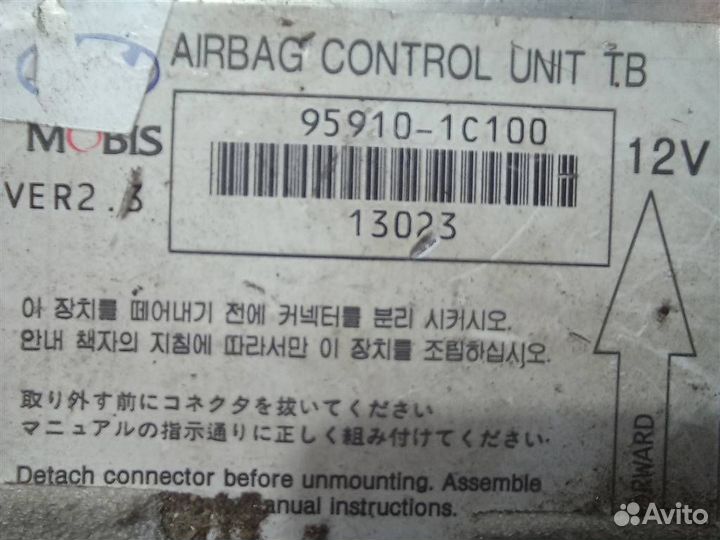 AIRBAG CONTROL UNIT TB
MOBIS
95910-1C100
12V
VER2.3
13023
이 장치를 떼어내기 전에 커넥터를 분리 시키시오.
안내 책자의 지침에 따라서만 이 장치를 조립하십시오.
取り外す前にコネクタを抜いてください
マニュアルの指示通りに正しく組み付けてください.
Detach connector before unmounting. Assemble
instructions.
Avito